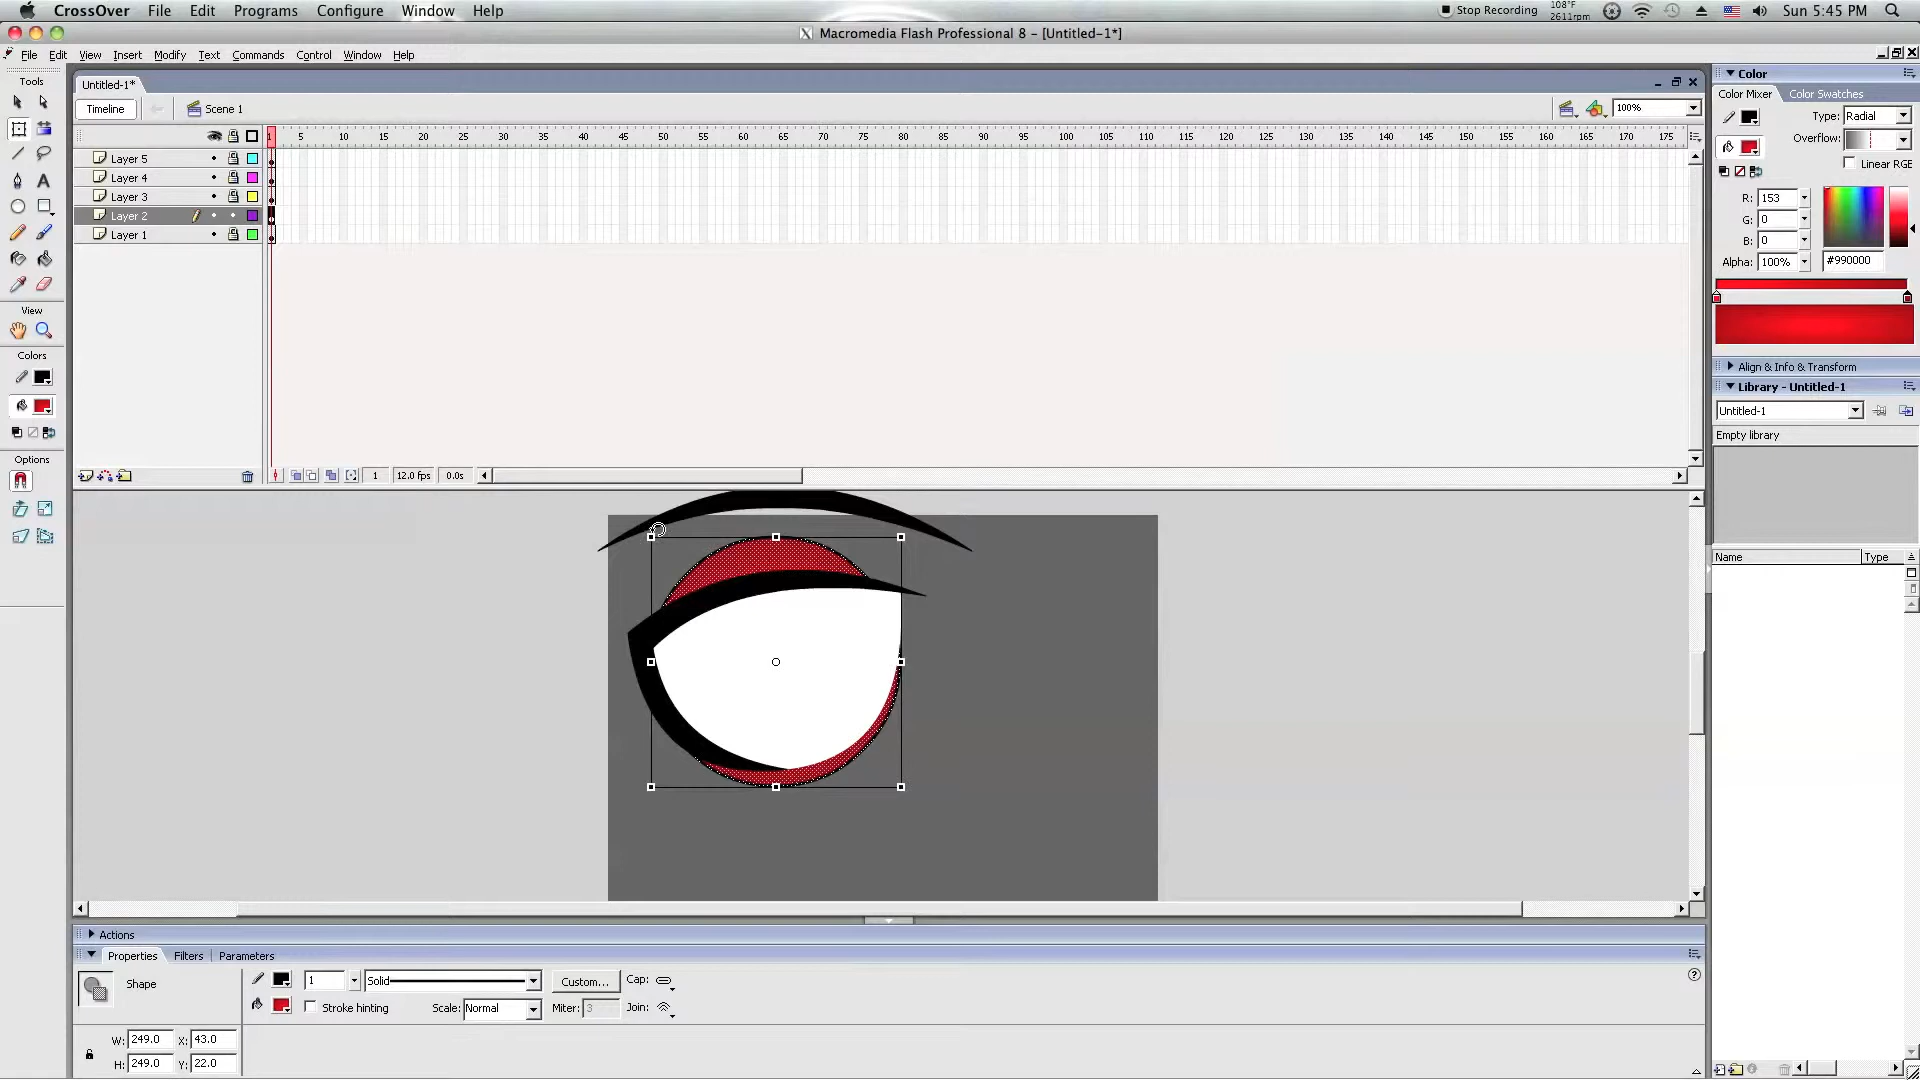 CrossOver File Edit Programs Configure Window Help
Stop Recording 108°F 2611rpm Sun 5:45 PM
Macromedia Flash Professional 8 - [Untitled-1*]
File Edit View Insert Modify Text Commands Control Window Help
Tools
View
Colors
Options
Untitled-1*
Timeline Scene 1 100%
1 5 10 15 20 25 30 35 40 45 50 55 60 65 70 75 80 85 90 95 100 105 110 115 120 125 130 135 140 145 150 155 160 165 170 175
Layer 5
Layer 4
Layer 3
Layer 2
Layer 1
1 12.0 fps 0.0s
Color
Color Mixer Color Swatches
Type: Radial
Overflow:
Linear RGB
R: 153
G: 0
B: 0
Alpha: 100% #990000
Align & Info & Transform
Library - Untitled-1
Untitled-1
Empty library
Name Type
Actions
Properties Filters Parameters
Shape 1 Solid Custom... Cap:
Stroke hinting Scale: Normal Miter: 3 Join:
W: 249.0 X: 43.0
H: 249.0 Y: 22.0